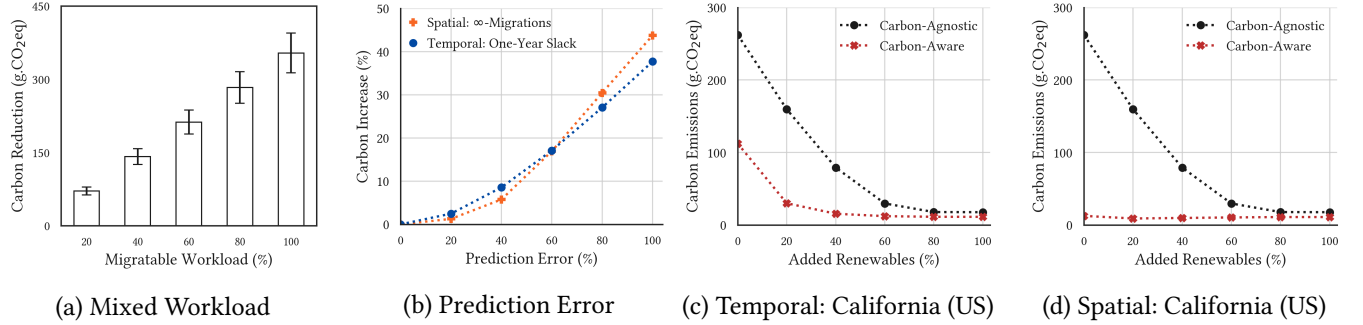 Carbon Reduction (g.CO2eq)
450
300
150
0
20 40 60 80 100
Migratable Workload (%)
(a) Mixed Workload
Carbon Increase (%)
50
40
30
20
10
0
Spatial: ∞-Migrations
Temporal: One-Year Slack
0 20 40 60 80 100
Prediction Error (%)
(b) Prediction Error
Carbon Emissions (g.CO2eq)
300
200
100
0
Carbon-Agnostic
Carbon-Aware
0 20 40 60 80 100
Added Renewables (%)
(c) Temporal: California (US)
Carbon Emissions (g.CO2eq)
300
200
100
0
Carbon-Agnostic
Carbon-Aware
0 20 40 60 80 100
Added Renewables (%)
(d) Spatial: California (US)